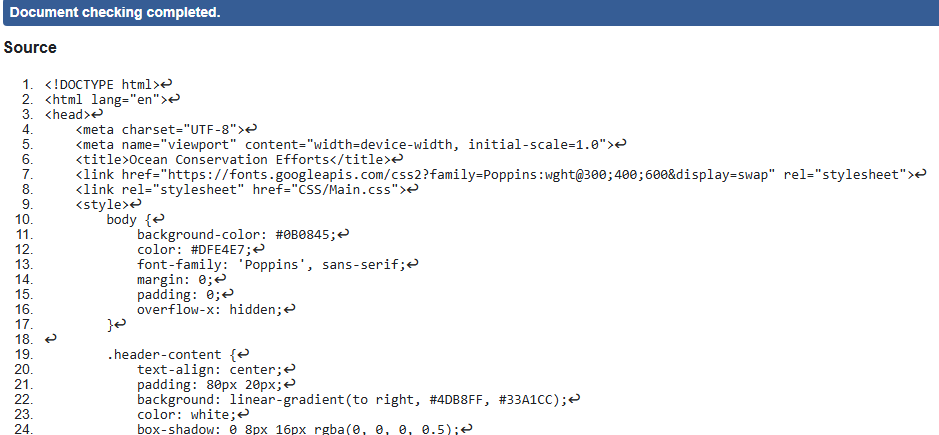 Document checking completed.
Source
1. <!DOCTYPE html>↩
2. <html lang="en">↩
3. <head>↩
4.     <meta charset="UTF-8">↩
5.     <meta name="viewport" content="width=device-width, initial-scale=1.0">↩
6.     <title>Ocean Conservation Efforts</title>↩
7.     <link href="https://fonts.googleapis.com/css2?family=Poppins:wght@300;400;600&display=swap" rel="stylesheet">↩
8.     <link rel="stylesheet" href="CSS/Main.css">↩
9.     <style>↩
10.         body {↩
11.             background-color: #0B0845;↩
12.             color: #DFE4E7;↩
13.             font-family: 'Poppins', sans-serif;↩
14.             margin: 0;↩
15.             padding: 0;↩
16.             overflow-x: hidden;↩
17.         }↩
18. ↩
19.         .header-content {↩
20.             text-align: center;↩
21.             padding: 80px 20px;↩
22.             background: linear-gradient(to right, #4DB8FF, #33A1CC);↩
23.             color: white;↩
24.             box-shadow: 0 8px 16px rgba(0, 0, 0, 0.5);↩